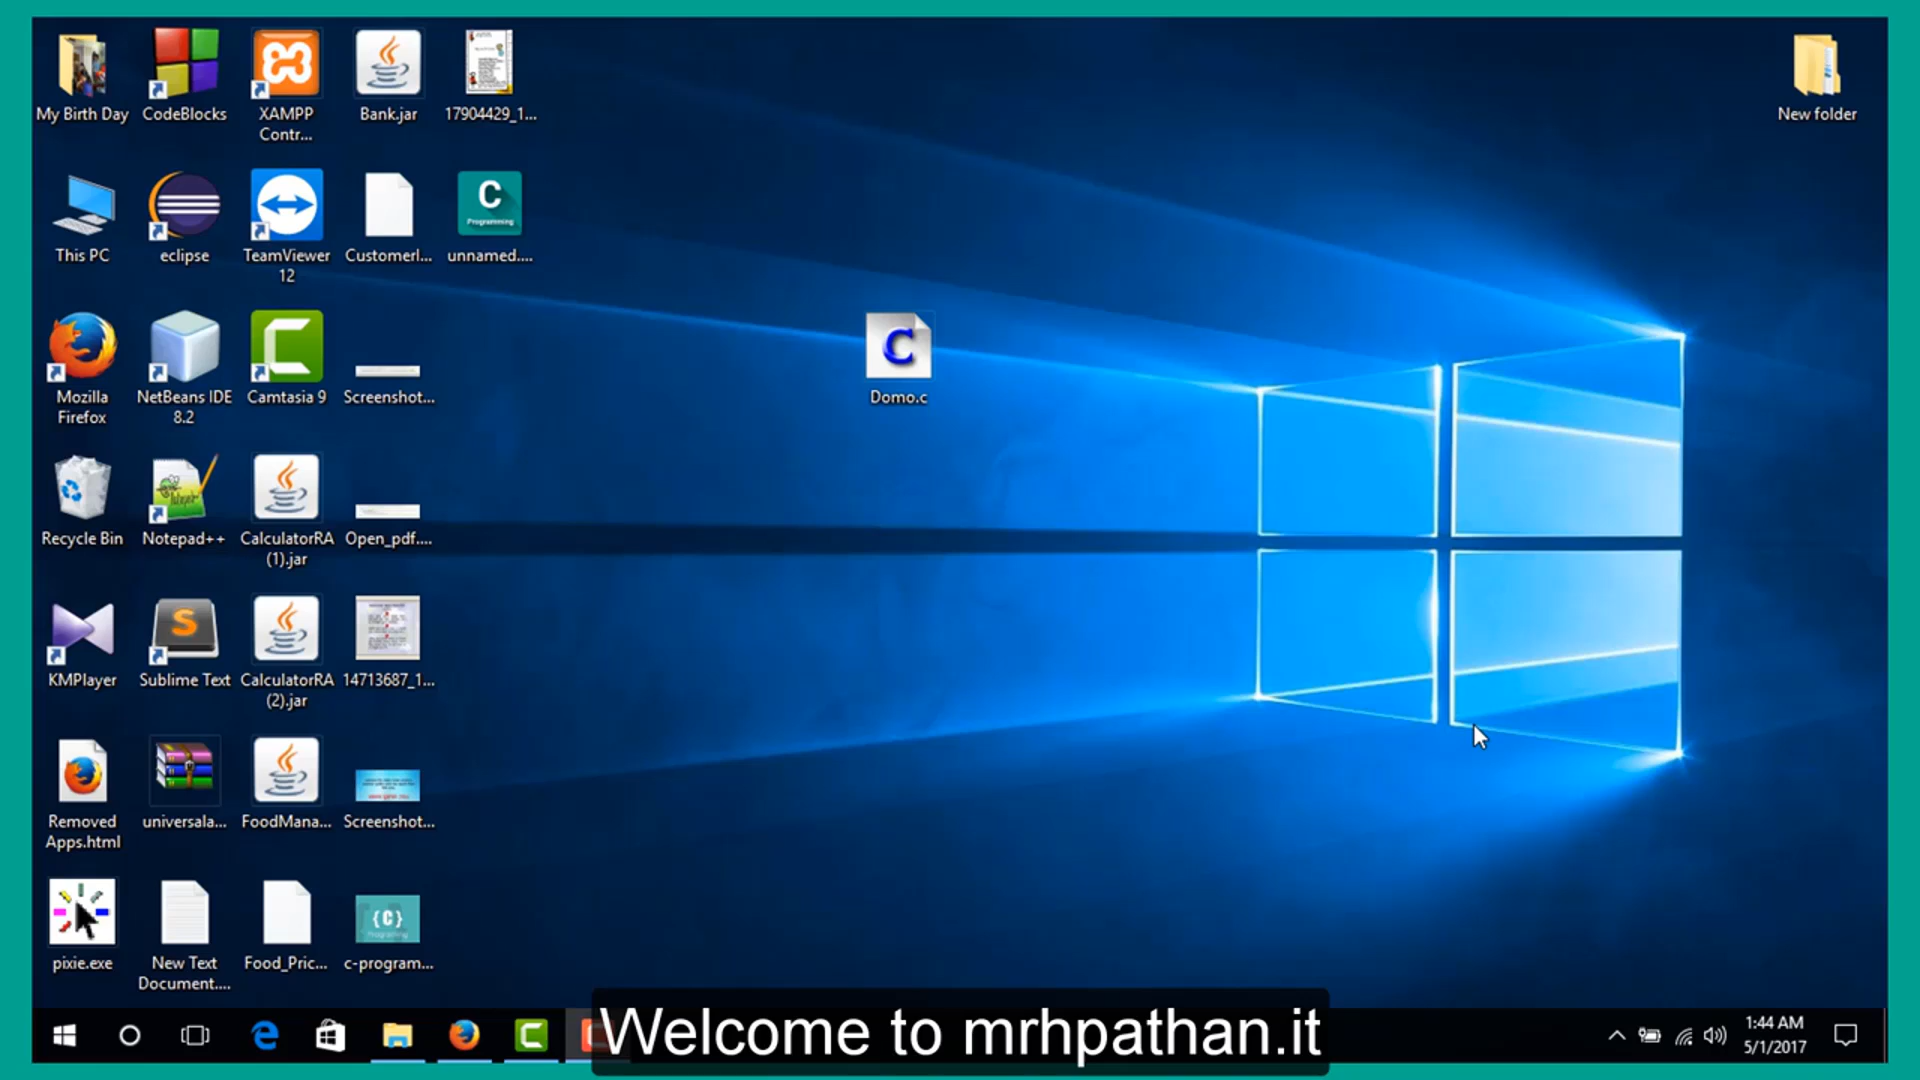 My Birth Day
CodeBlocks
XAMPP
Contr...
Bank.jar
17904429_1...
New folder
This PC
eclipse
TeamViewer
12
Customerl...
C
Programming
unnamed....
Mozilla
Firefox
NetBeans IDE
8.2
Camtasia 9
Screenshot...
C
Domo.c
Recycle Bin
Notepad++
CalculatorRA
(1).jar
Open_pdf....
S
KMPlayer
Sublime Text
CalculatorRA
(2).jar
14713687_1...
Removed
Apps.html
universala...
FoodMana...
Screenshot...
{C}
pixie.exe
New Text
Document....
Food_Pric...
c-program...
Welcome to mrhpathan.it
1:44 AM
5/1/2017